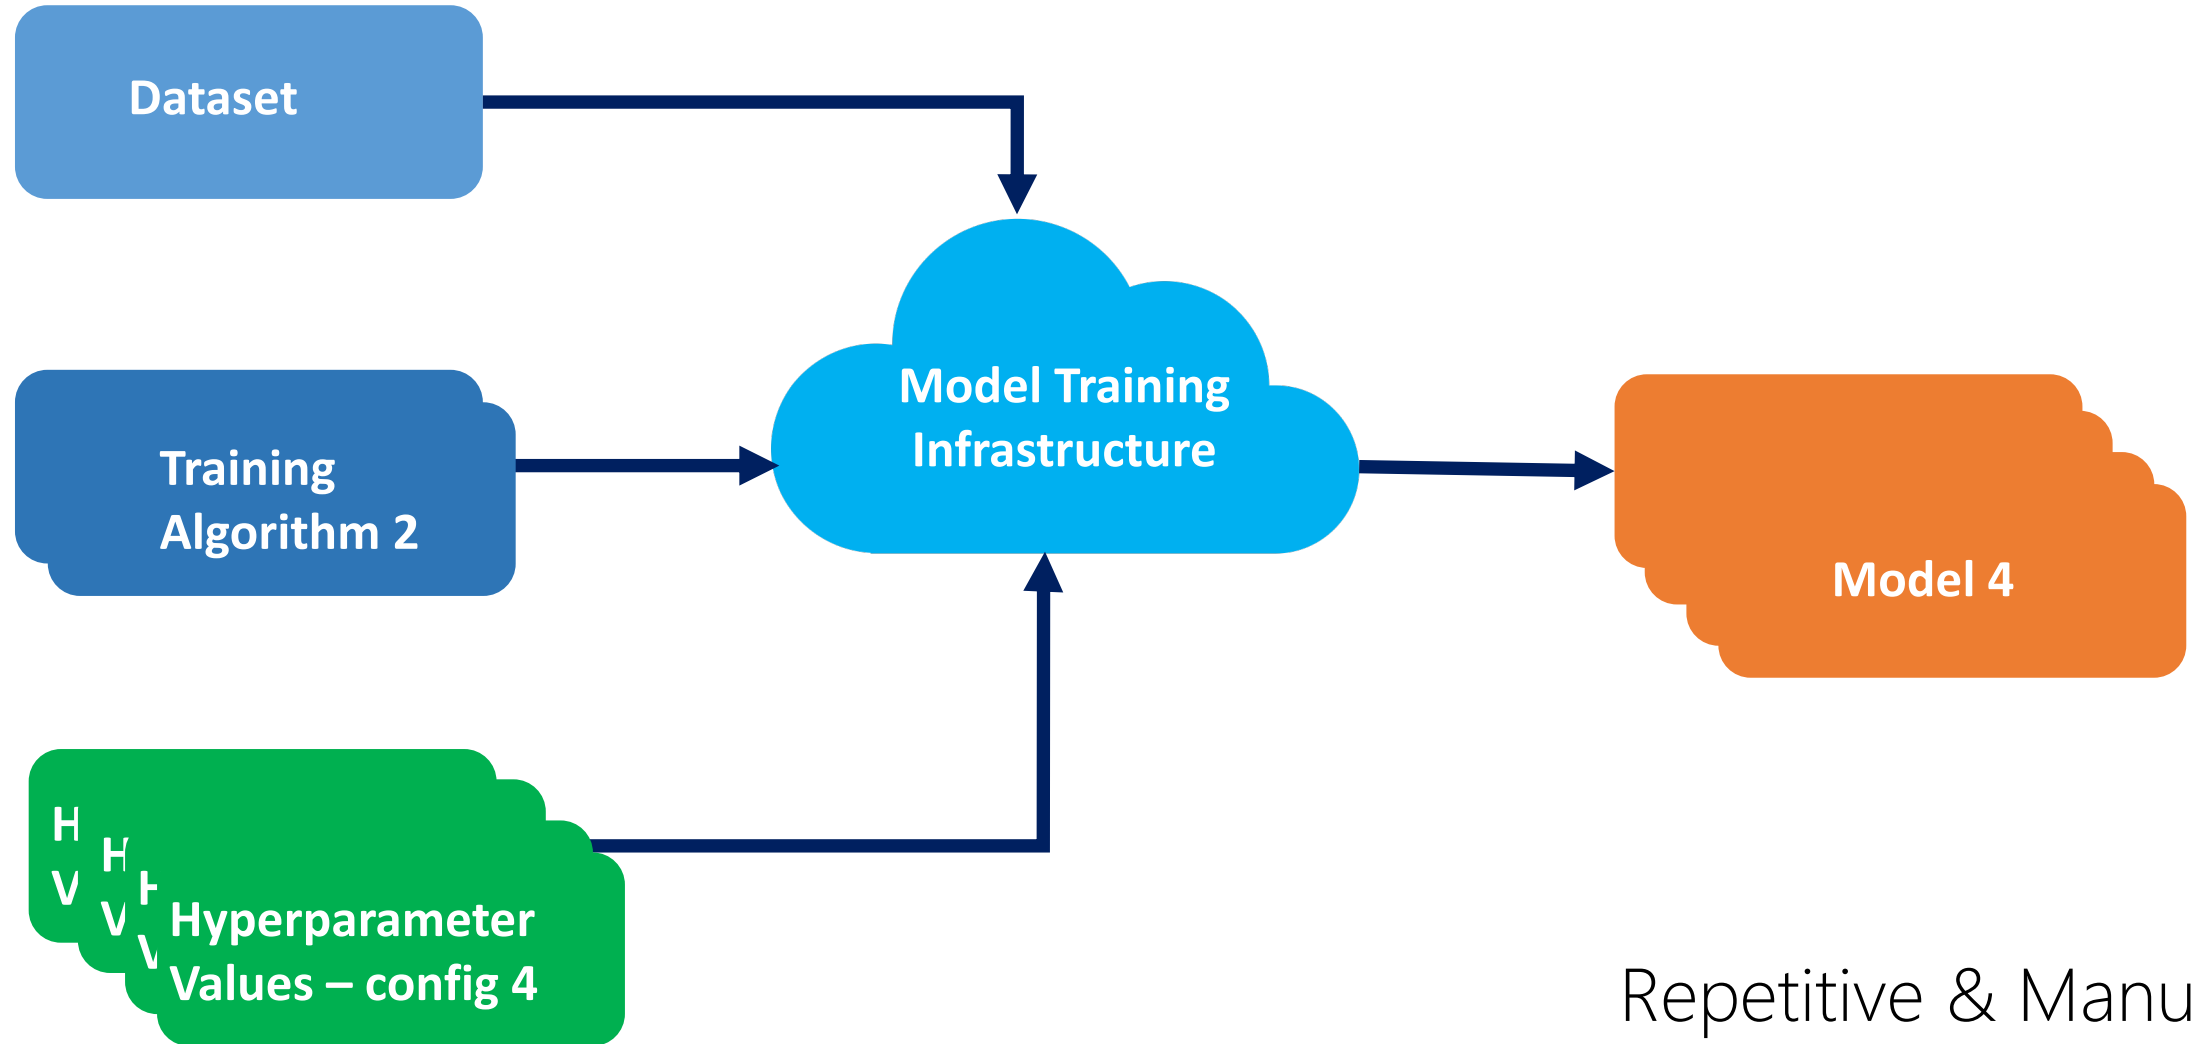 Dataset
Model Training
Infrastructure
Training
Algorithm 2
Model 4
H
V
H
V
H
V
Hyperparameter
Values – config 4
Repetitive & Manu